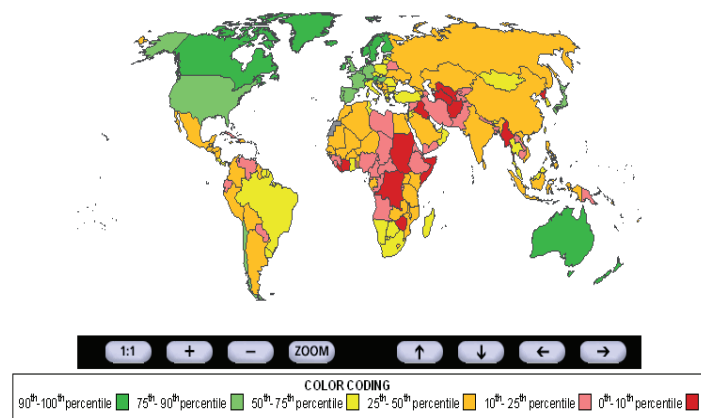 1:1 + − ZOOM ↑ ↓ ← →
COLOR CODING
90th-100th percentile 75th-90th percentile 50th-75th percentile 25th-50th percentile 10th-25th percentile 0th-10th percentile